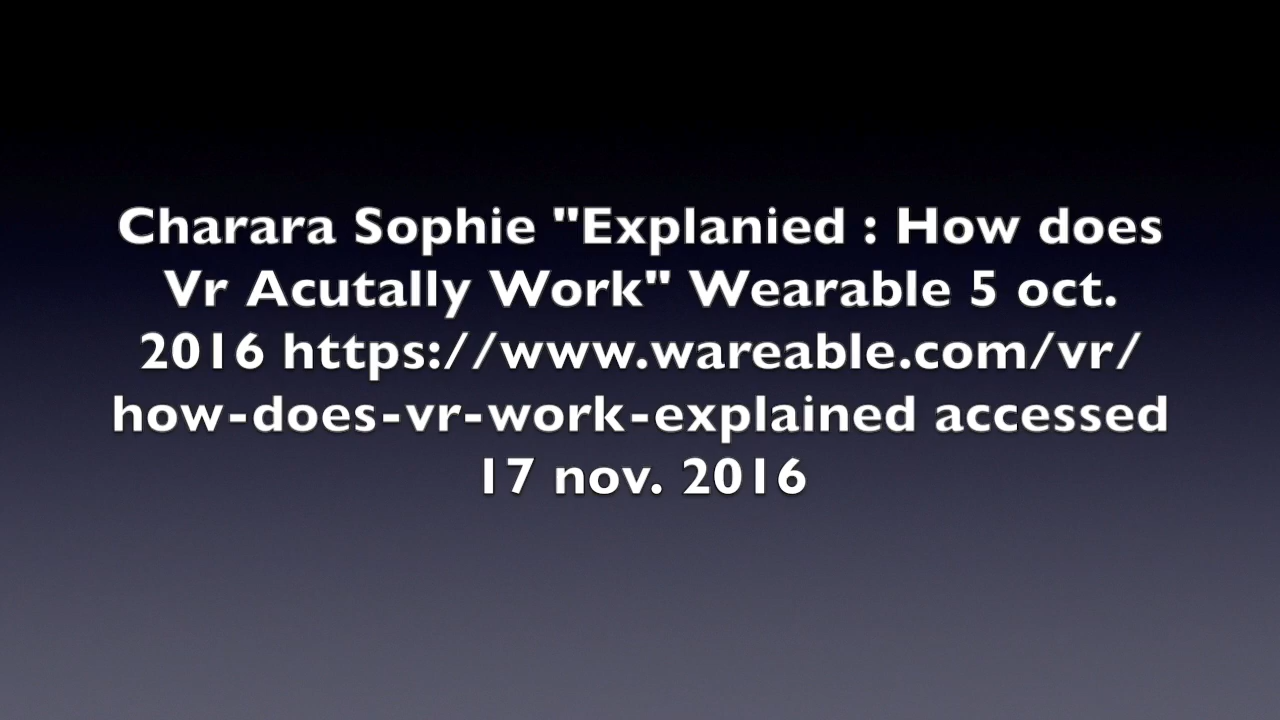 Charara Sophie "Explanied : How does
Vr Acutally Work" Wearable 5 oct.
2016 https://www.wareable.com/vr/
how-does-vr-work-explained accessed
17 nov. 2016